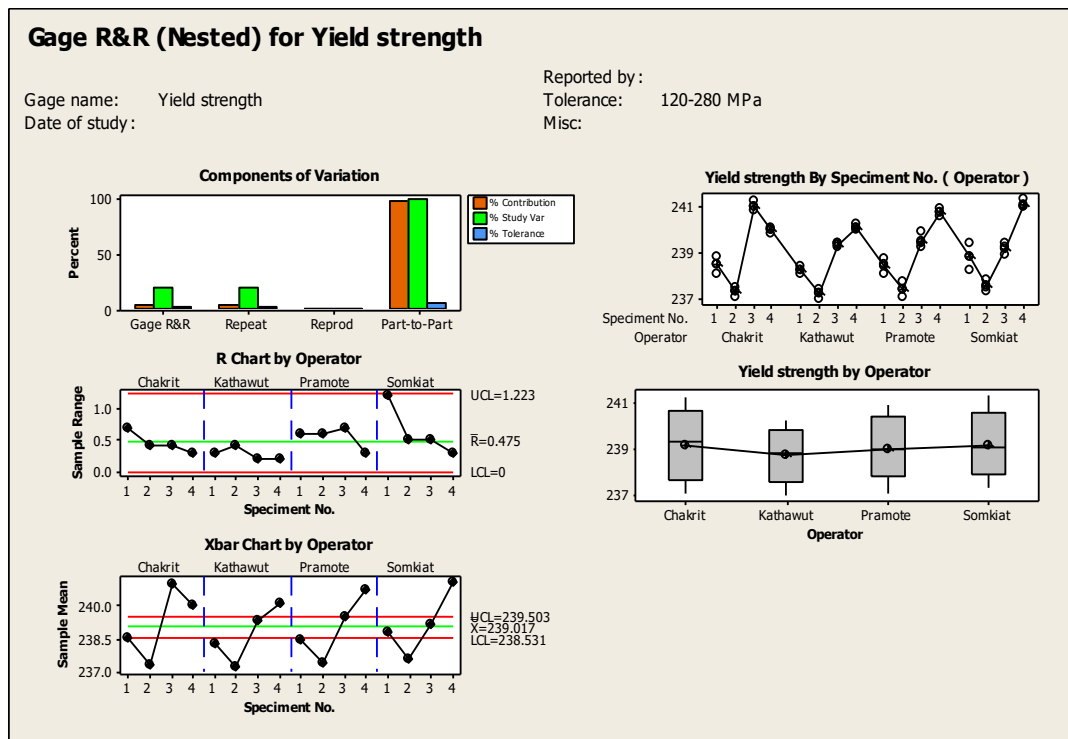 Gage R&R (Nested) for Yield strength
Reported by :
Gage name: Yield strength
Tolerance: 120-280 MPa
Date of study :
Misc:
Components of Variation
100
50
0
Percent
Gage R&R Repeat Reprod Part-to-Part
% Contribution
% Study Var
% Tolerance
R Chart by Operator
Chakrit Kathawut Pramote Somkiat
1.0
0.5
0.0
Sample Range
UCL=1.223
R=0.475
LCL=0
1 2 3 4 1 2 3 4 1 2 3 4 1 2 3 4
Speciment No.
Xbar Chart by Operator
Chakrit Kathawut Pramote Somkiat
240.0
238.5
237.0
Sample Mean
UCL=239.503
X=239.017
LCL=238.531
1 2 3 4 1 2 3 4 1 2 3 4 1 2 3 4
Speciment No.
Yield strength By Speciment No. ( Operator )
241
239
237
Speciment No. 1 2 3 4 1 2 3 4 1 2 3 4 1 2 3 4
Operator Chakrit Kathawut Pramote Somkiat
Yield strength by Operator
241
239
237
Chakrit Kathawut Pramote Somkiat
Operator